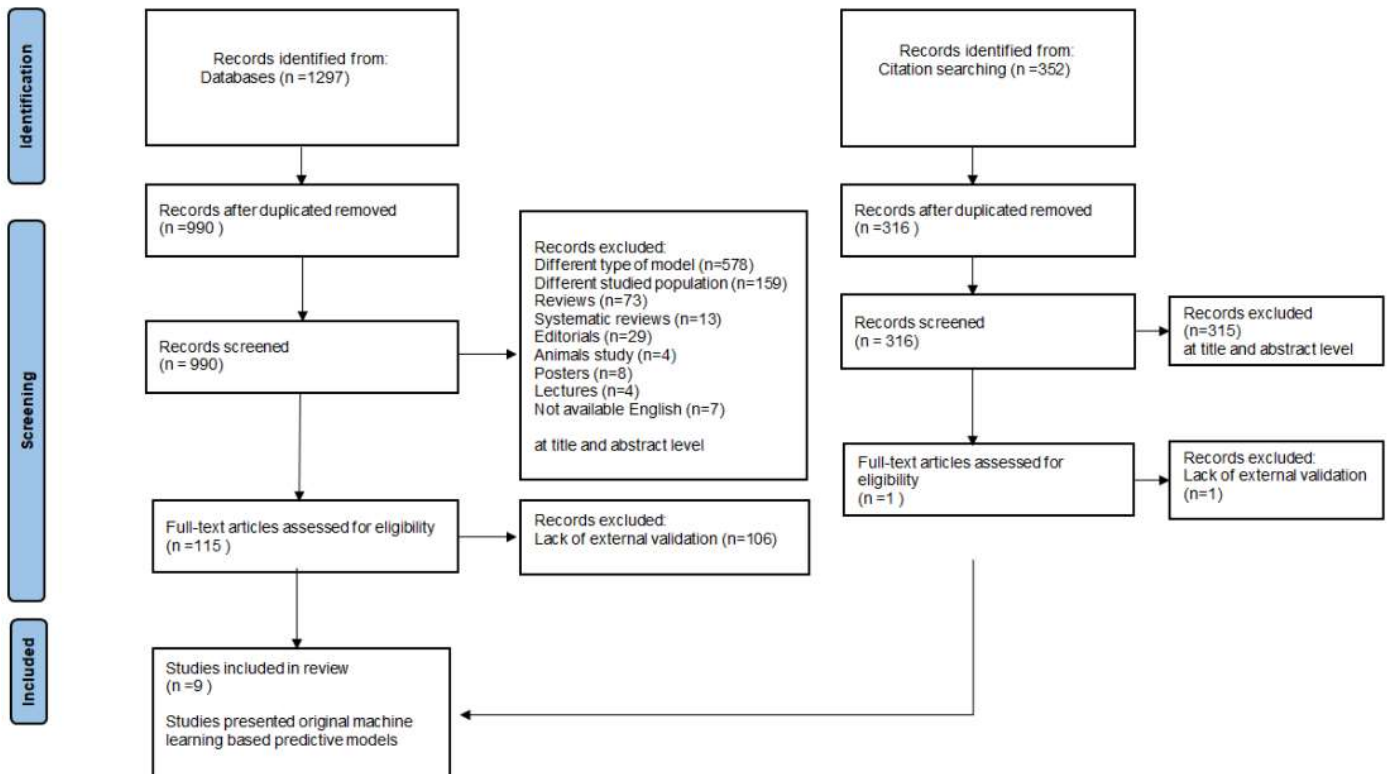 Identification
Records identified from:
Databases (n =1297)
Records identified from:
Citation searching (n =352)
Records after duplicated removed
(n =990 )
Records after duplicated removed
(n =316 )
Screening
Records screened
(n = 990)
Records excluded:
Different type of model (n=578)
Different studied population (n=159)
Reviews (n=73)
Systematic reviews (n=13)
Editorials (n=29)
Animals study (n=4)
Posters (n=8)
Lectures (n=4)
Not available English (n=7)
at title and abstract level
Records screened
(n = 316)
Records excluded
(n=315)
at title and abstract level
Full-text articles assessed for eligibility
(n =115 )
Records excluded:
Lack of external validation (n=106)
Full-text articles assessed for
eligibility
(n =1 )
Records excluded:
Lack of external validation
(n=1)
Included
Studies included in review
(n =9 )
Studies presented original machine
learning based predictive models